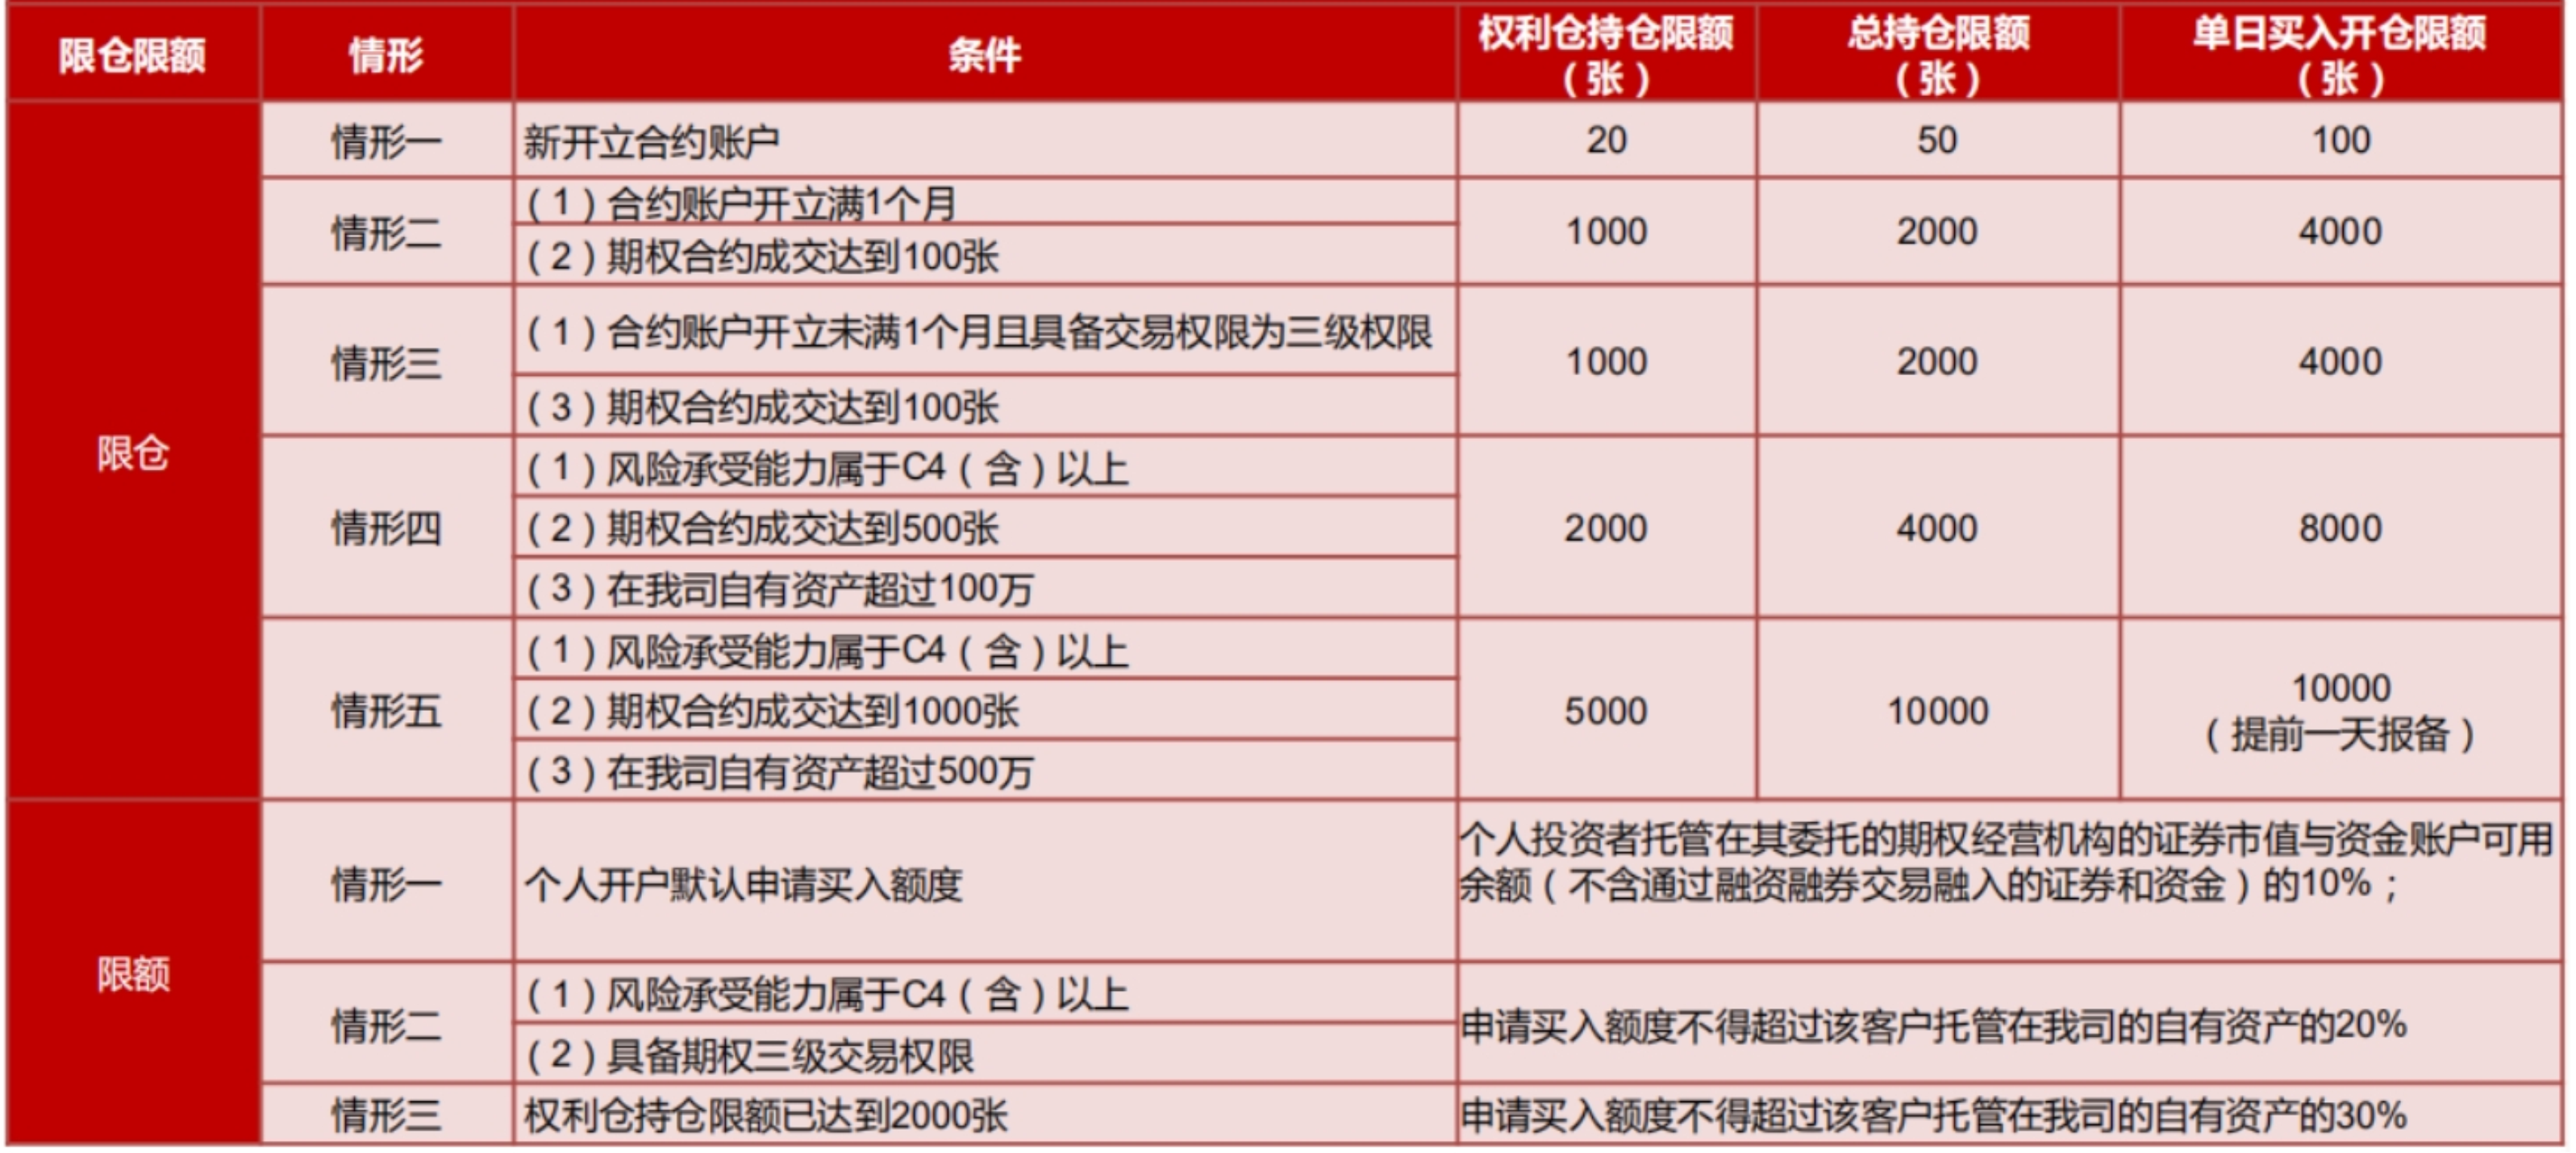 限仓限额
情形
条件
权利仓持仓限额
（张）
总持仓限额
（张）
单日买入开仓限额
（张）
限仓
情形一
新开立合约账户
20
50
100
情形二
（1）合约账户开立满1个月
（2）期权合约成交达到100张
1000
2000
4000
情形三
（1）合约账户开立未满1个月且具备交易权限为三级权限
（3）期权合约成交达到100张
1000
2000
4000
情形四
（1）风险承受能力属于C4（含）以上
（2）期权合约成交达到500张
（3）在我司自有资产超过100万
2000
4000
8000
情形五
（1）风险承受能力属于C4（含）以上
（2）期权合约成交达到1000张
（3）在我司自有资产超过500万
5000
10000
10000
（提前一天报备）
限额
情形一
个人开户默认申请买入额度
个人投资者托管在其委托的期权经营机构的证券市值与资金账户可用
余额（不含通过融资融券交易融入的证券和资金）的10%；
情形二
（1）风险承受能力属于C4（含）以上
（2）具备期权三级交易权限
申请买入额度不得超过该客户托管在我司的自有资产的20%
情形三
权利仓持仓限额已达到2000张
申请买入额度不得超过该客户托管在我司的自有资产的30%